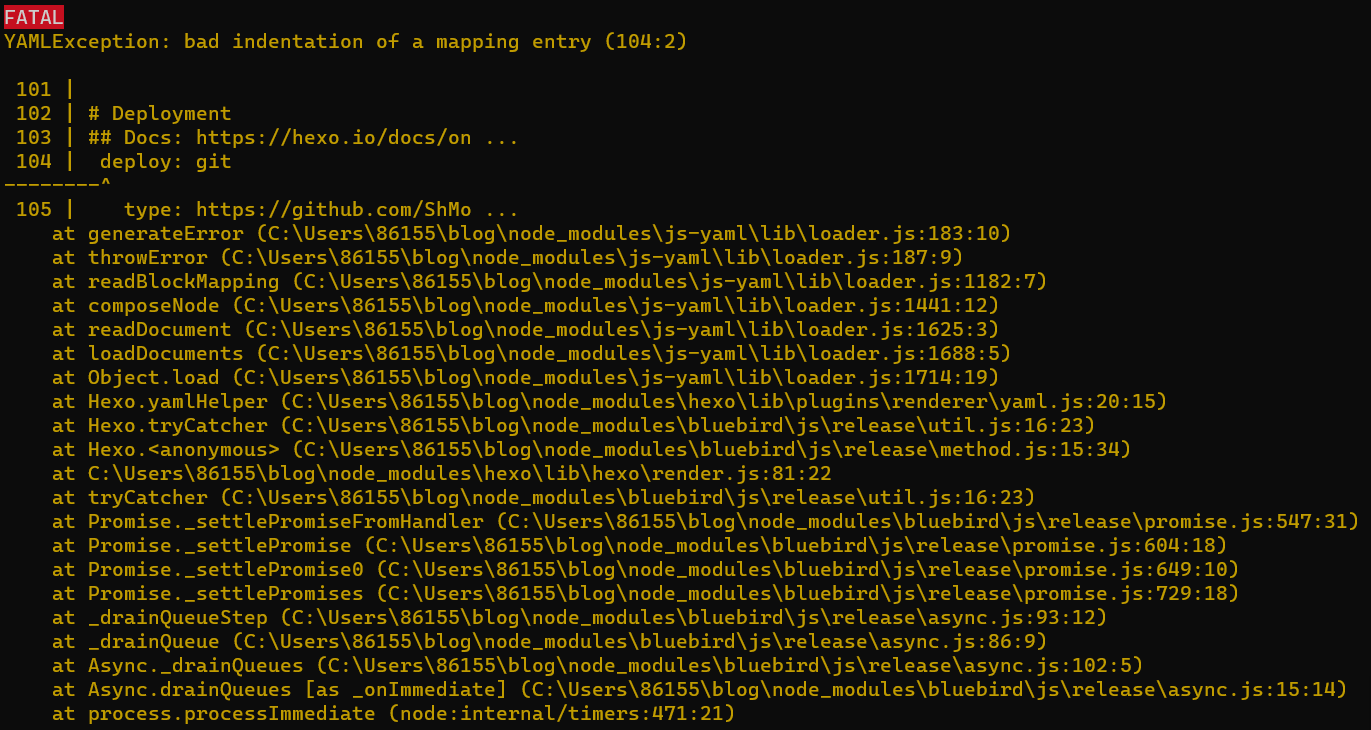 FATAL
YAMLException: bad indentation of a mapping entry (104:2)
 101 |
 102 | # Deployment
 103 | ## Docs: https://hexo.io/docs/on ...
 104 |  deploy: git
--------^
 105 |    type: https://github.com/ShMo ...
    at generateError (C:\Users\86155\blog\node_modules\js-yaml\lib\loader.js:183:10)
    at throwError (C:\Users\86155\blog\node_modules\js-yaml\lib\loader.js:187:9)
    at readBlockMapping (C:\Users\86155\blog\node_modules\js-yaml\lib\loader.js:1182:7)
    at composeNode (C:\Users\86155\blog\node_modules\js-yaml\lib\loader.js:1441:12)
    at readDocument (C:\Users\86155\blog\node_modules\js-yaml\lib\loader.js:1625:3)
    at loadDocuments (C:\Users\86155\blog\node_modules\js-yaml\lib\loader.js:1688:5)
    at Object.load (C:\Users\86155\blog\node_modules\js-yaml\lib\loader.js:1714:19)
    at Hexo.yamlHelper (C:\Users\86155\blog\node_modules\hexo\lib\plugins\renderer\yaml.js:20:15)
    at Hexo.tryCatcher (C:\Users\86155\blog\node_modules\bluebird\js\release\util.js:16:23)
    at Hexo.<anonymous> (C:\Users\86155\blog\node_modules\bluebird\js\release\method.js:15:34)
    at C:\Users\86155\blog\node_modules\hexo\lib\hexo\render.js:81:22
    at tryCatcher (C:\Users\86155\blog\node_modules\bluebird\js\release\util.js:16:23)
    at Promise._settlePromiseFromHandler (C:\Users\86155\blog\node_modules\bluebird\js\release\promise.js:547:31)
    at Promise._settlePromise (C:\Users\86155\blog\node_modules\bluebird\js\release\promise.js:604:18)
    at Promise._settlePromise0 (C:\Users\86155\blog\node_modules\bluebird\js\release\promise.js:649:10)
    at Promise._settlePromises (C:\Users\86155\blog\node_modules\bluebird\js\release\promise.js:729:18)
    at _drainQueueStep (C:\Users\86155\blog\node_modules\bluebird\js\release\async.js:93:12)
    at _drainQueue (C:\Users\86155\blog\node_modules\bluebird\js\release\async.js:86:9)
    at Async._drainQueues (C:\Users\86155\blog\node_modules\bluebird\js\release\async.js:102:5)
    at Async.drainQueues [as _onImmediate] (C:\Users\86155\blog\node_modules\bluebird\js\release\async.js:15:14)
    at process.processImmediate (node:internal/timers:471:21)